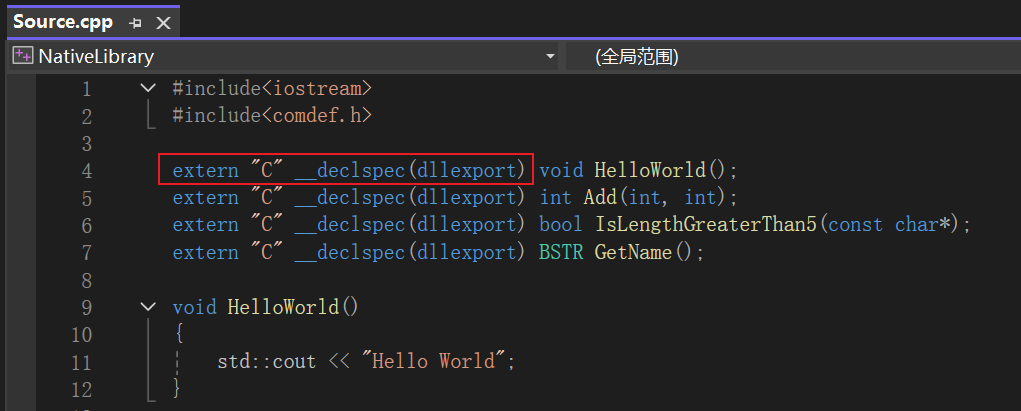 Source.cpp
NativeLibrary (全局范围)
1 #include<iostream>
2 #include<comdef.h>
3
4 extern "C" __declspec(dllexport) void HelloWorld();
5 extern "C" __declspec(dllexport) int Add(int, int);
6 extern "C" __declspec(dllexport) bool IsLengthGreaterThan5(const char*);
7 extern "C" __declspec(dllexport) BSTR GetName();
8
9 void HelloWorld()
10 {
11 std::cout << "Hello World";
12 }